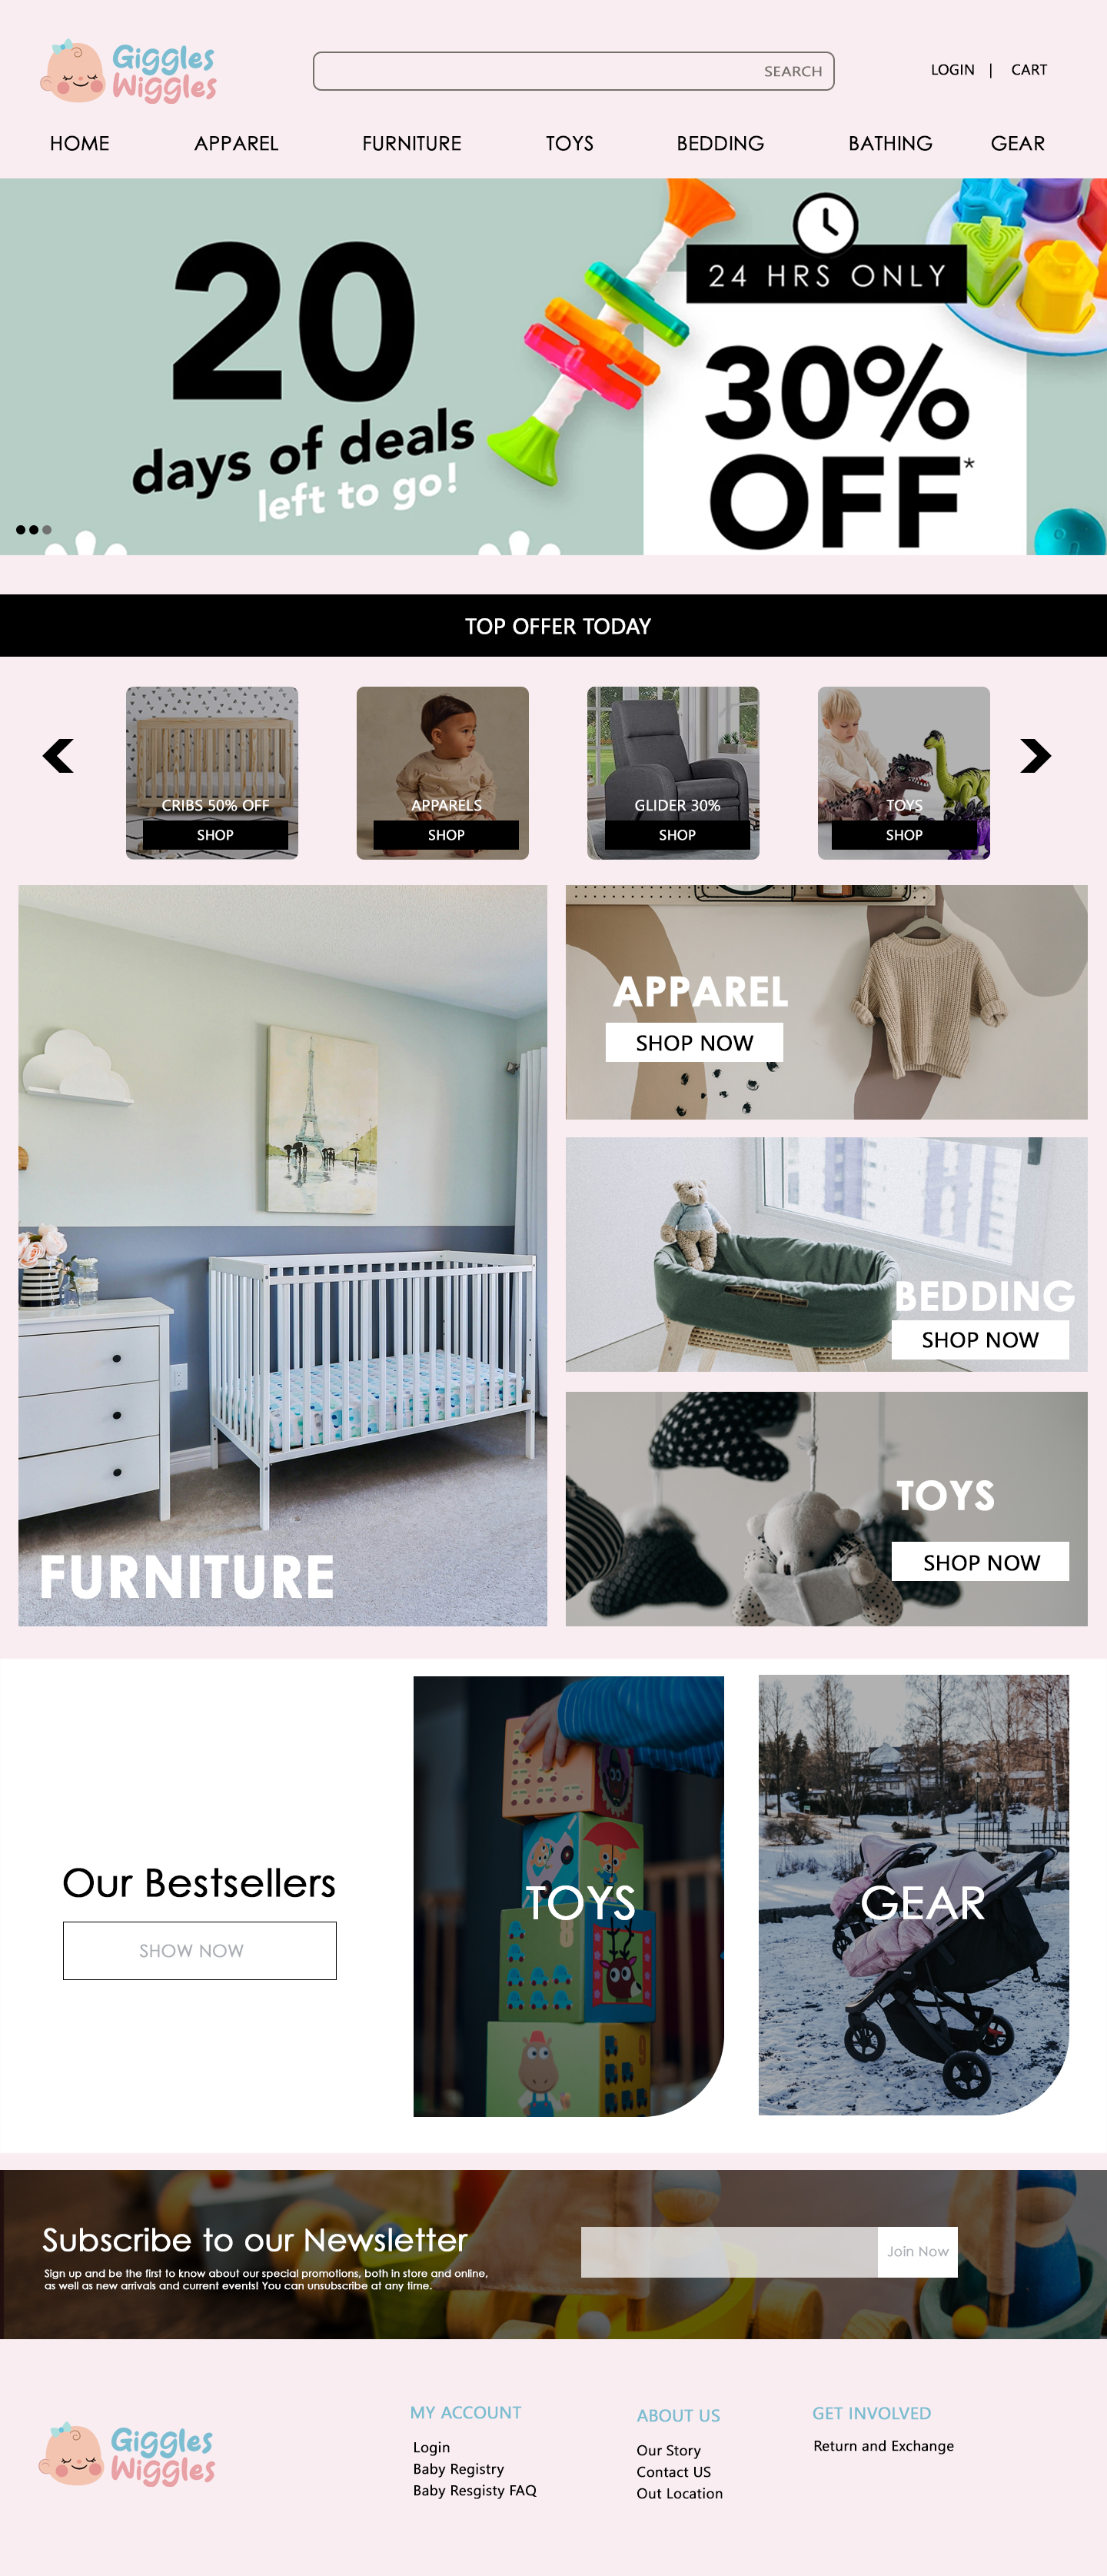 Giggles
Wiggles
SEARCH
LOGIN | CART
HOME APPAREL FURNITURE TOYS BEDDING BATHING GEAR
20
days of deals
left to go!
24 HRS ONLY
30%
OFF*
TOP OFFER TODAY
CRIBS 50% OFF
SHOP
APPARELS
SHOP
GLIDER 30%
SHOP
TOYS
SHOP
FURNITURE
APPAREL
SHOP NOW
BEDDING
SHOP NOW
TOYS
SHOP NOW
Our Bestsellers
SHOW NOW
TOYS
GEAR
Subscribe to our Newsletter
Sign up and be the first to know about our special promotions, both in store and online,
as well as new arrivals and current events! You can unsubscribe at any time.
Join Now
Giggles
Wiggles
MY ACCOUNT
Login
Baby Registry
Baby Resgisty FAQ
ABOUT US
Our Story
Contact US
Out Location
GET INVOLVED
Return and Exchange